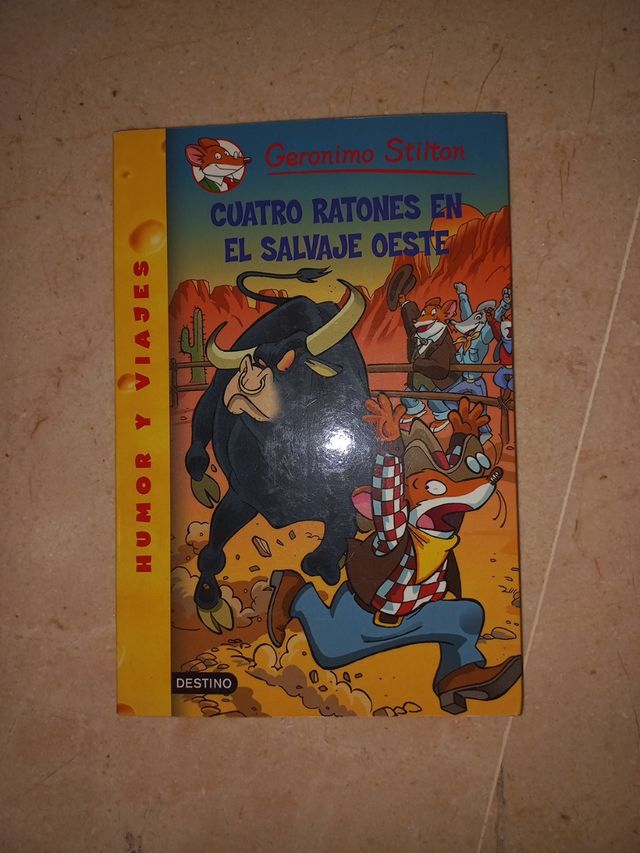 Geronimo Stilton
CUATRO RATONES EN
EL SALVAJE OESTE
HUMOR Y VIAJES
DESTINO